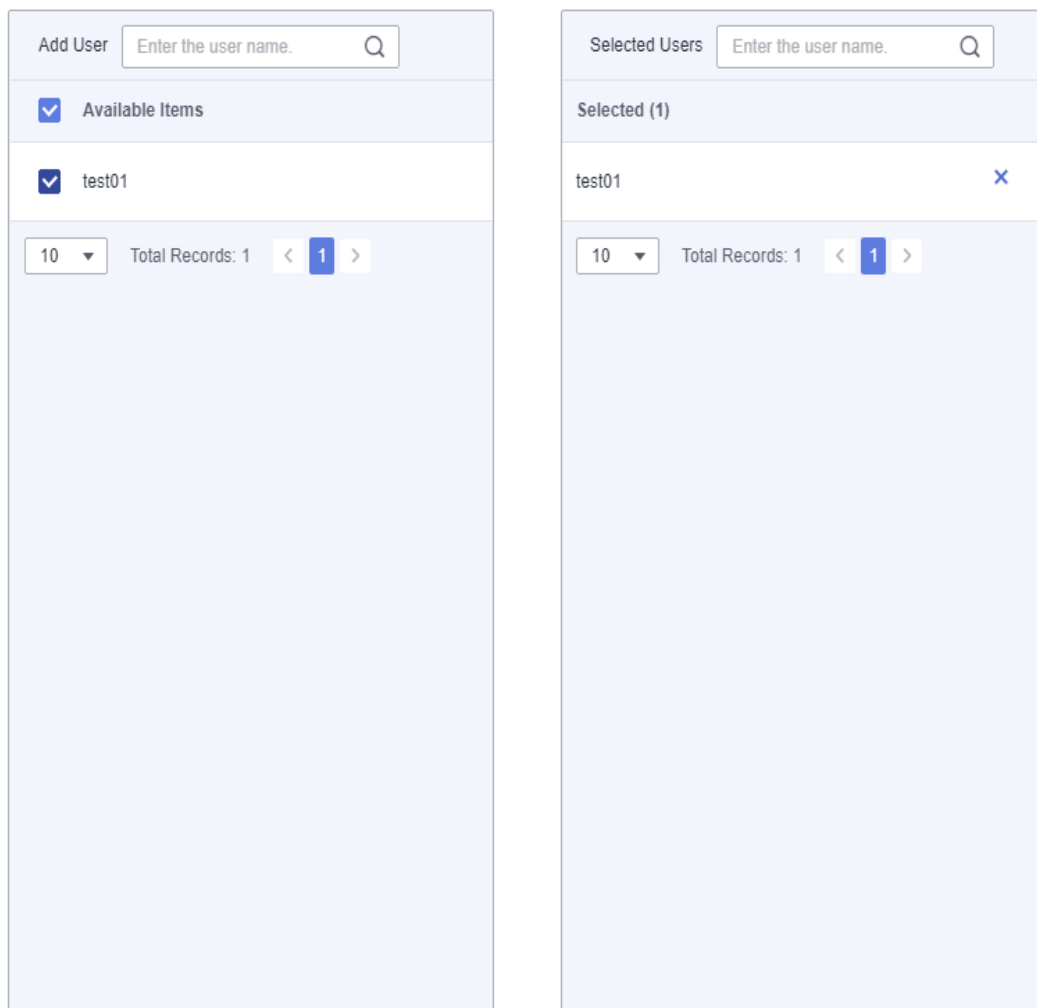 Add User
Enter the user name.
Available Items
test01
10
Total Records: 1
1
Selected Users
Enter the user name.
Selected (1)
test01
10
Total Records: 1
1